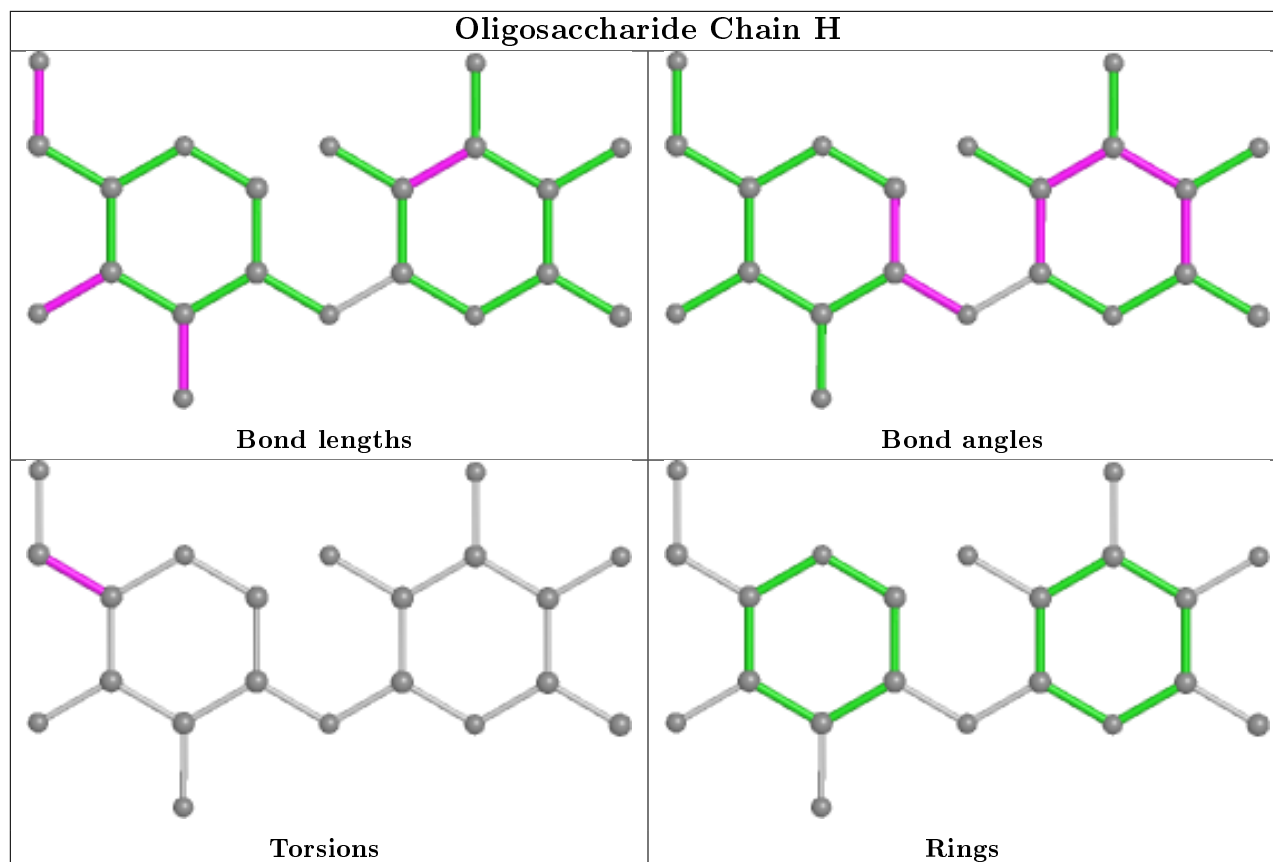 Oligosaccharide Chain H
Bond lengths
Bond angles
Torsions
Rings